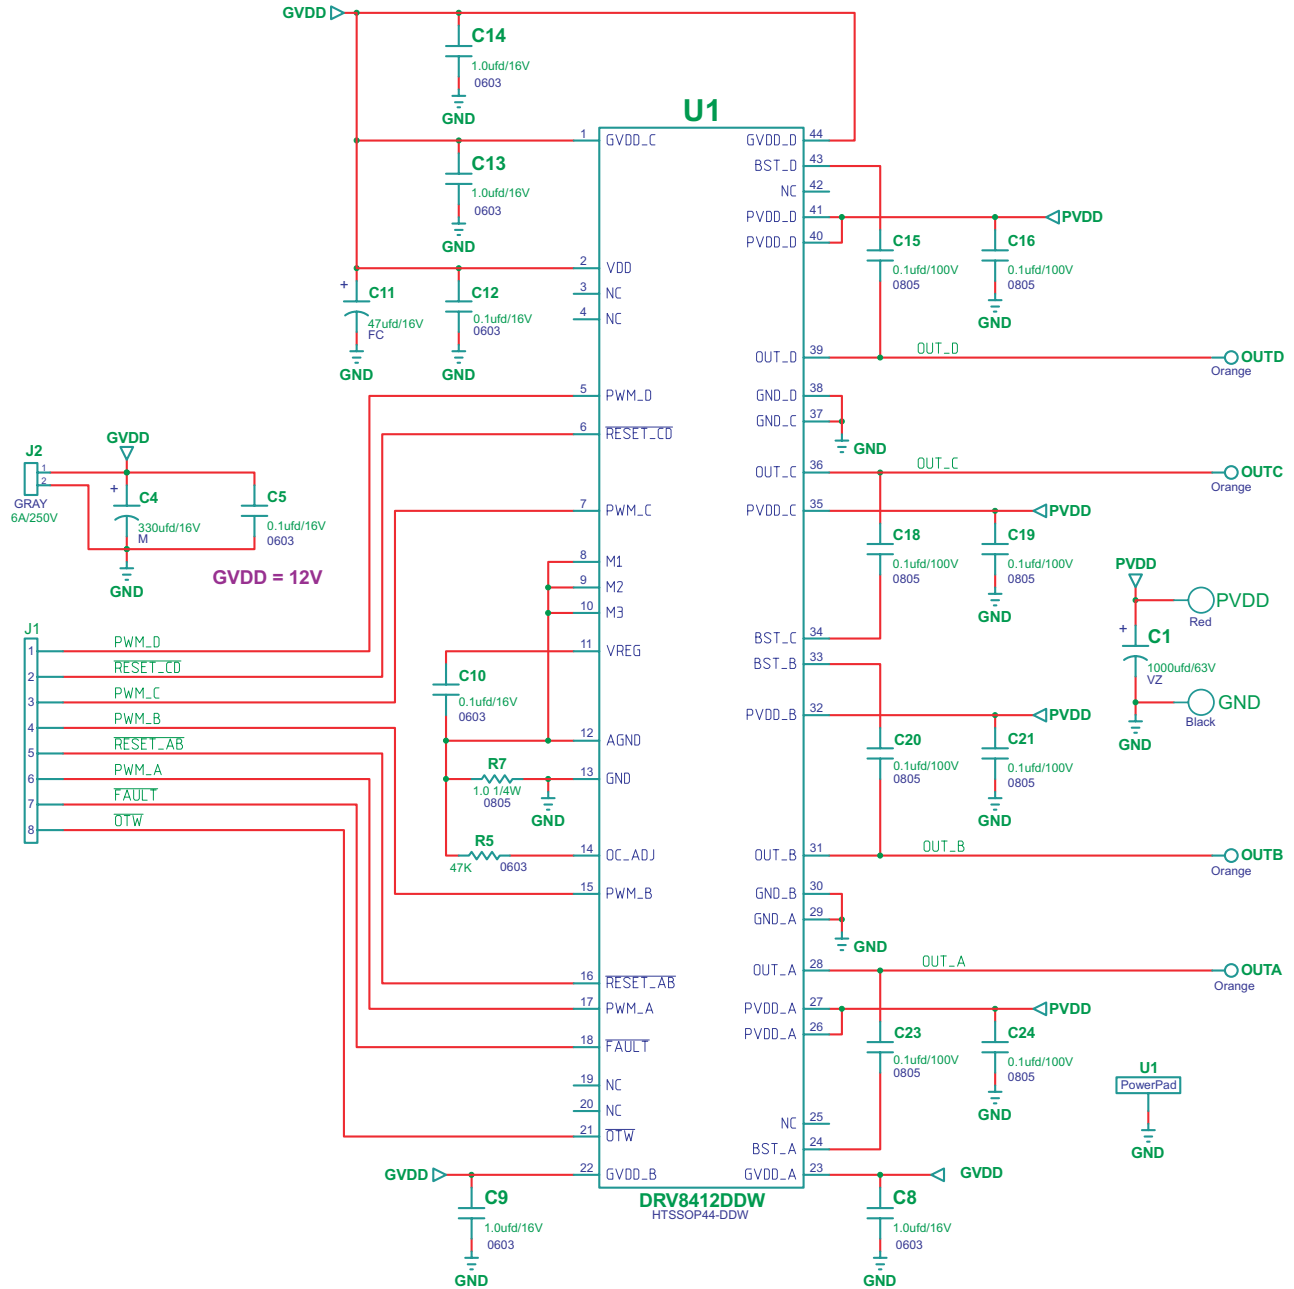 GVDD
C14
1.0ufd/16V
0603
GND
C13
1.0ufd/16V
0603
GND
+
C11
47ufd/16V
FC
GND
C12
0.1ufd/16V
0603
GND
U1
1 GVDD_C
2 VDD
3 NC
4 NC
5 PWM_D
6 RESET_CD
7 PWM_C
8 M1
9 M2
10 M3
11 VREG
12 AGND
13 GND
14 OC_ADJ
15 PWM_B
16 RESET_AB
17 PWM_A
18 FAULT
19 NC
20 NC
21 OTW
22 GVDD_B
GVDD_D 44
BST_D 43
NC 42
PVDD_D 41
PVDD_D 40
OUT_D 39
GND_D 38
GND_C 37
OUT_C 36
PVDD_C 35
BST_C 34
BST_B 33
PVDD_B 32
OUT_B 31
GND_B 30
GND_A 29
OUT_A 28
PVDD_A 27
PVDD_A 26
NC 25
BST_A 24
GVDD_A 23
DRV8412DDW
HTSSOP44-DDW
J2
1
2
GRAY
6A/250V
GVDD
+
C4
330ufd/16V
M
C5
0.1ufd/16V
0603
GND
GVDD = 12V
J1
1 PWM_D
2 RESET_CD
3 PWM_C
4 PWM_B
5 RESET_AB
6 PWM_A
7 FAULT
8 OTW
C10
0.1ufd/16V
0603
R7
1.0 1/4W
0805
GND
R5
47K 0603
GVDD
C9
1.0ufd/16V
0603
GND
C15
0.1ufd/100V
0805
PVDD
C16
0.1ufd/100V
0805
GND
OUT_D
OUTD
Orange
GND
OUT_C
OUTC
Orange
PVDD
C18
0.1ufd/100V
0805
C19
0.1ufd/100V
0805
GND
PVDD
PVDD
Red
+
C1
1000ufd/63V
VZ
GND
Black
GND
PVDD
C20
0.1ufd/100V
0805
C21
0.1ufd/100V
0805
GND
OUT_B
OUTB
Orange
GND
OUT_A
OUTA
Orange
PVDD
C23
0.1ufd/100V
0805
C24
0.1ufd/100V
0805
GND
U1
PowerPad
GND
GVDD
C8
1.0ufd/16V
0603
GND